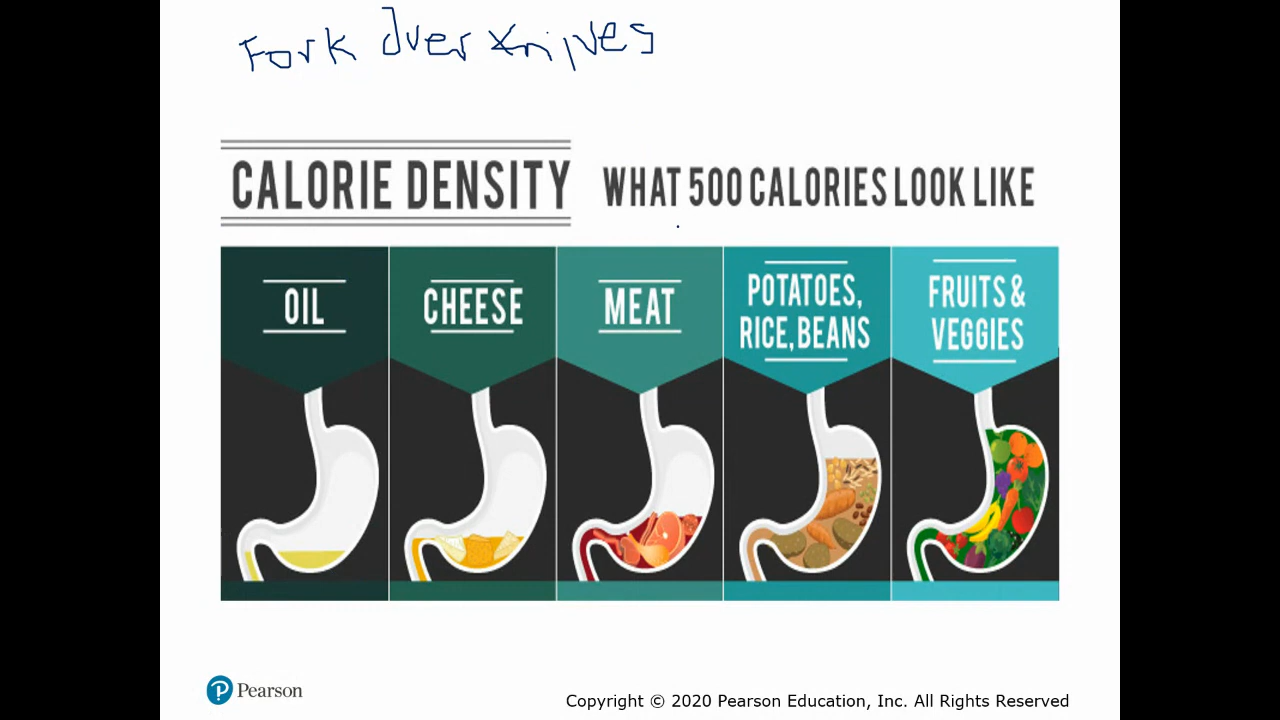 Fork Over Knives
CALORIE DENSITY
WHAT 500 CALORIES LOOK LIKE
OIL
CHEESE
MEAT
POTATOES,
RICE, BEANS
FRUITS &
VEGGIES
Pearson
Copyright © 2020 Pearson Education, Inc. All Rights Reserved